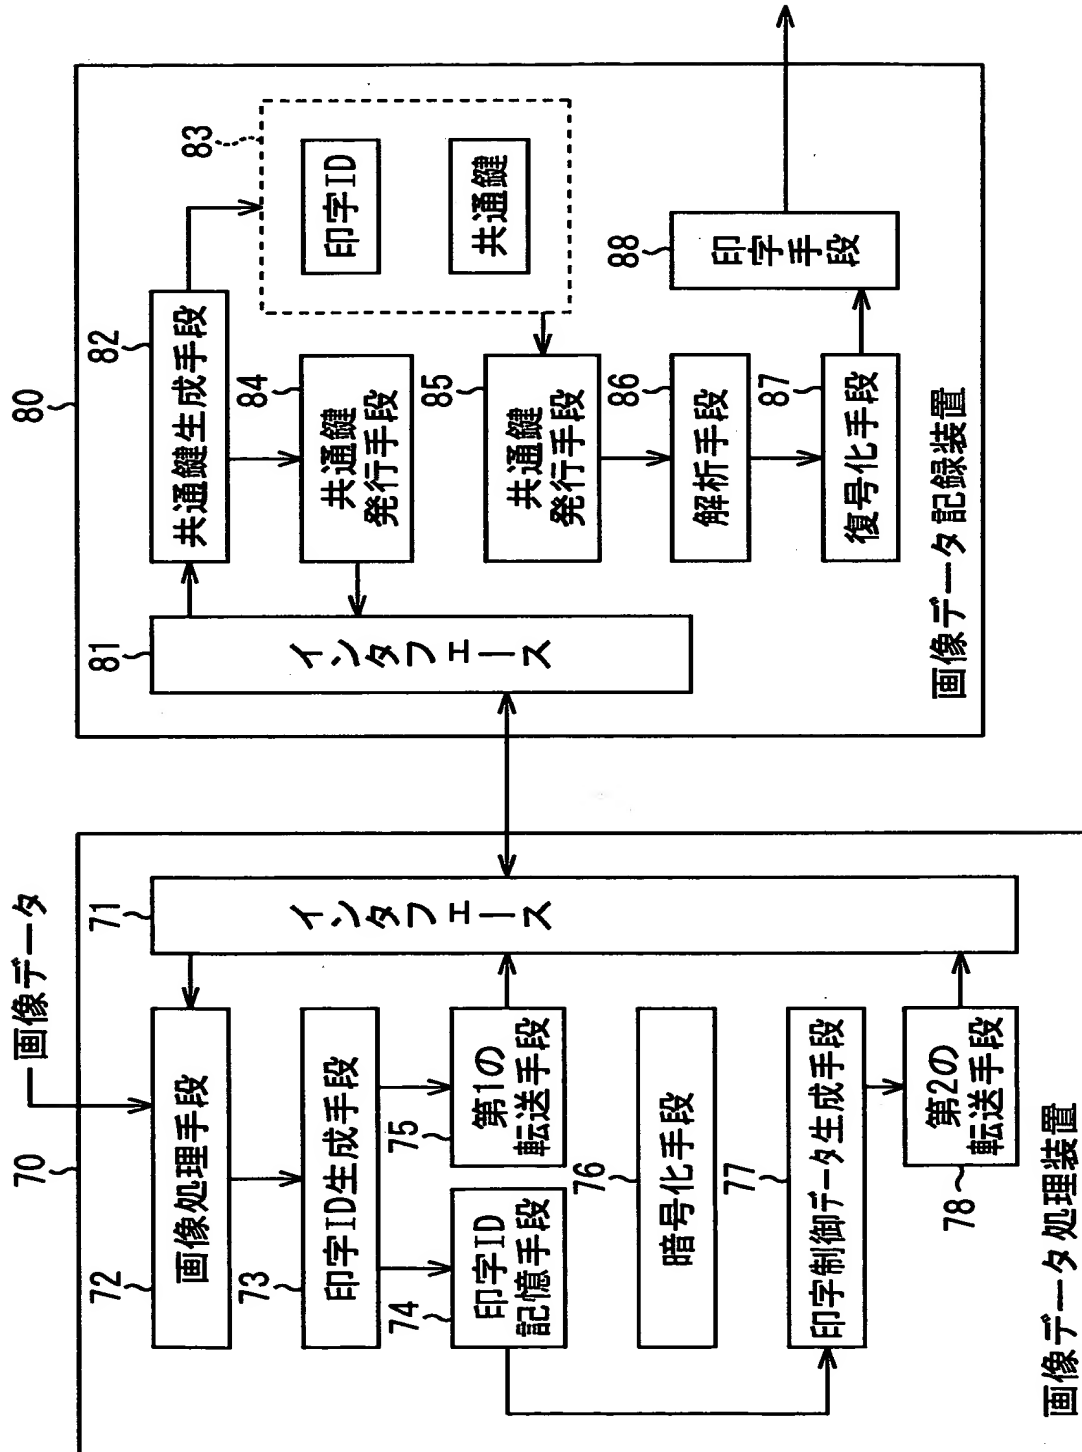 画像データ
70
71
インタフェース
72
画像処理手段
73
印字ID生成手段
74
印字ID
記憶手段
75
第1の
転送手段
76
暗号化手段
77
印字制御データ生成手段
78
第2の
転送手段
画像データ処理装置
80
81
インタフェース
82
共通鍵生成手段
83
印字ID
共通鍵
84
共通鍵
発行手段
85
共通鍵
発行手段
86
解析手段
87
復号化手段
88
印字手段
画像データ記録装置